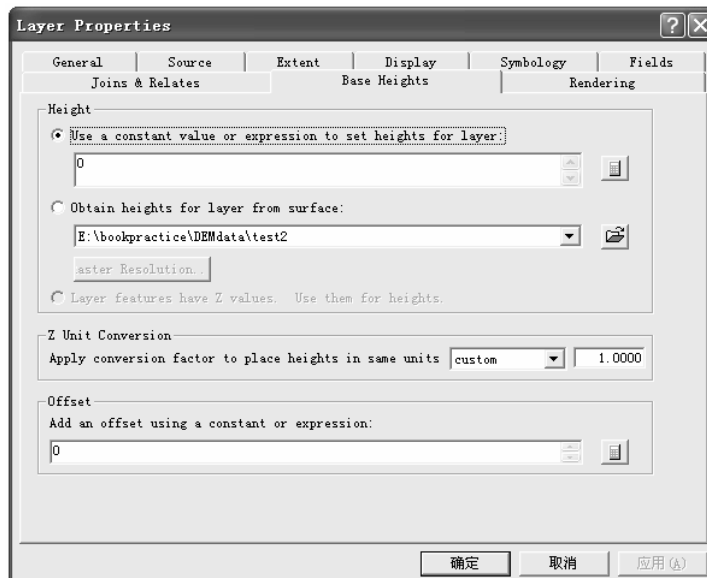 Layer Properties
General Source Extent Display Symbology Fields
Joins & Relates Base Heights Rendering
Height
Use a constant value or expression to set heights for layer:
0
Obtain heights for layer from surface:
E:\bookpractice\DEMdata\test2
aster Resolution..
Layer features have Z values. Use them for heights.
Z Unit Conversion
Apply conversion factor to place heights in same units custom 1.0000
Offset
Add an offset using a constant or expression:
0
确定 取消 应用(A)